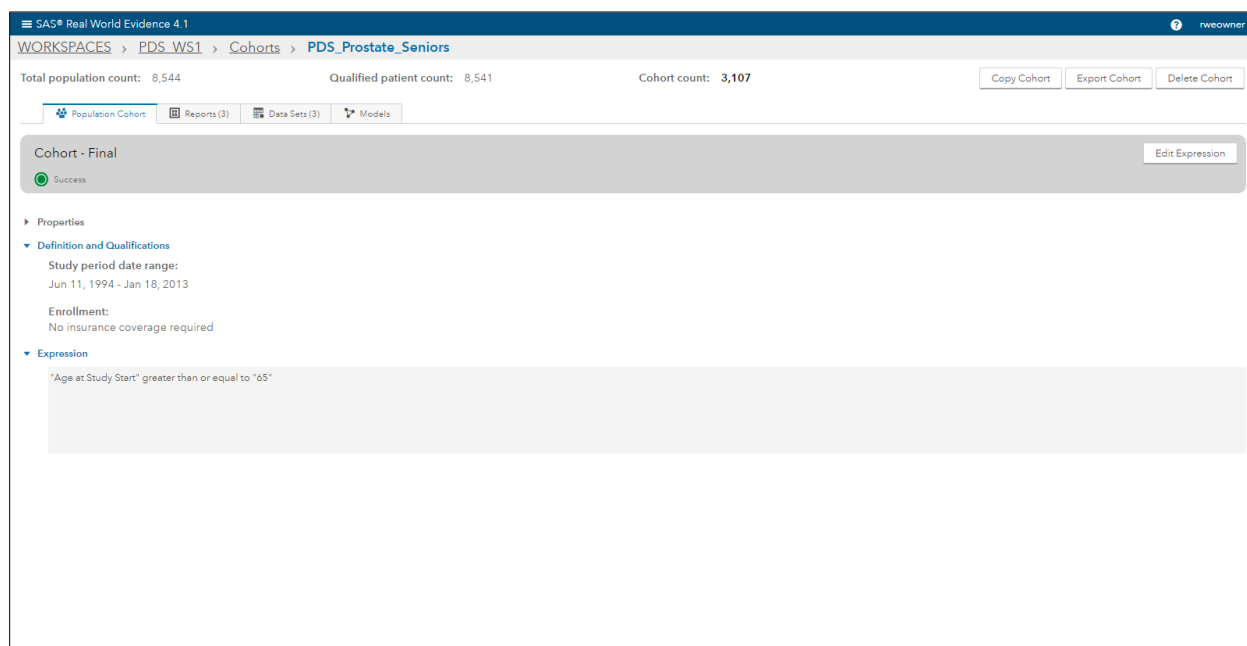 SAS® Real World Evidence 4.1 ? rweowner
WORKSPACES > PDS_WS1 > Cohorts > PDS_Prostate_Seniors
Total population count: 8,544 Qualified patient count: 8,541 Cohort count: 3,107 Copy Cohort Export Cohort Delete Cohort
Population Cohort Reports (3) Data Sets (3) Models
Cohort - Final Edit Expression
Success
Properties
Definition and Qualifications
Study period date range:
Jun 11, 1994 - Jan 18, 2013
Enrollment:
No insurance coverage required
Expression
"Age at Study Start" greater than or equal to "65"